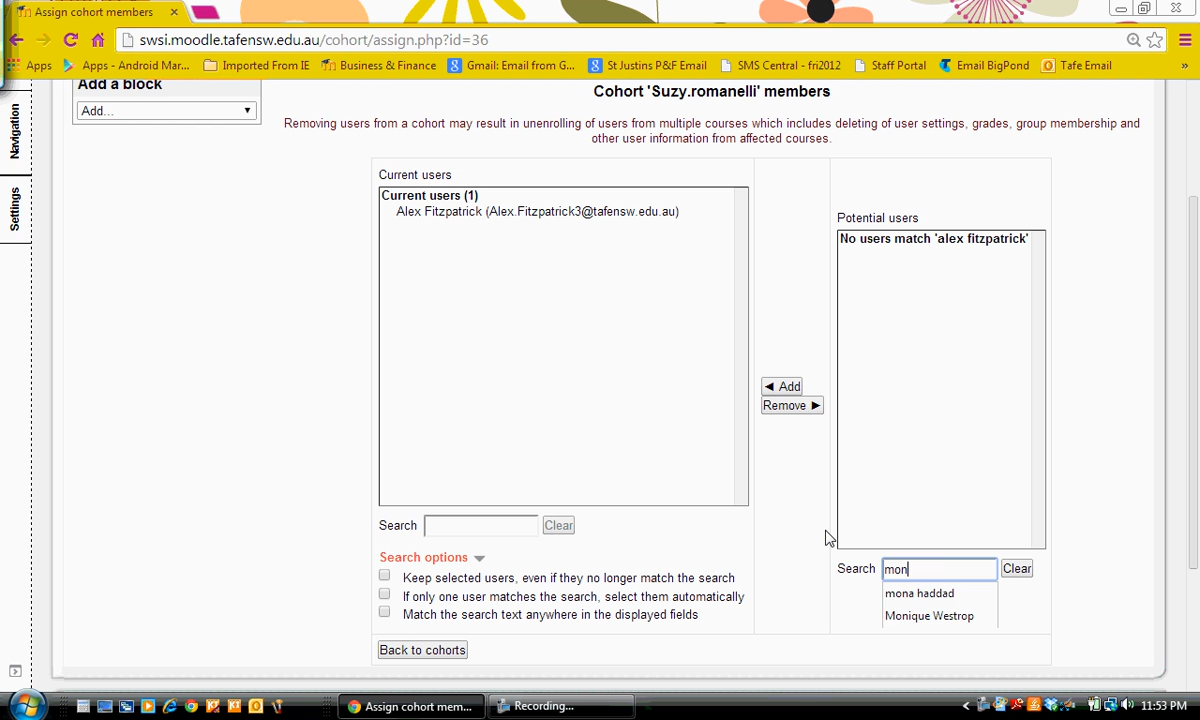 Assign cohort members
swsi.moodle.tafensw.edu.au/cohort/assign.php?id=36
Apps
Apps - Android Mar...
Imported From IE
Business & Finance
Gmail: Email from G...
St Justins P&F Email
SMS Central - fri2012
Staff Portal
Email BigPond
Tafe Email
»
Add a block
Add...
Navigation
Settings
Cohort 'Suzy.romanelli' members
Removing users from a cohort may result in unenrolling of users from multiple courses which includes deleting of user settings, grades, group membership and
other user information from affected courses.
Current users
Current users (1)
Alex Fitzpatrick (Alex.Fitzpatrick3@tafensw.edu.au)
Search
Clear
Search options
Keep selected users, even if they no longer match the search
If only one user matches the search, select them automatically
Match the search text anywhere in the displayed fields
◄ Add
Remove ►
Potential users
No users match 'alex fitzpatrick'
Search
mon
Clear
mona haddad
Monique Westrop
Back to cohorts
Assign cohort mem...
Recording...
11:53 PM